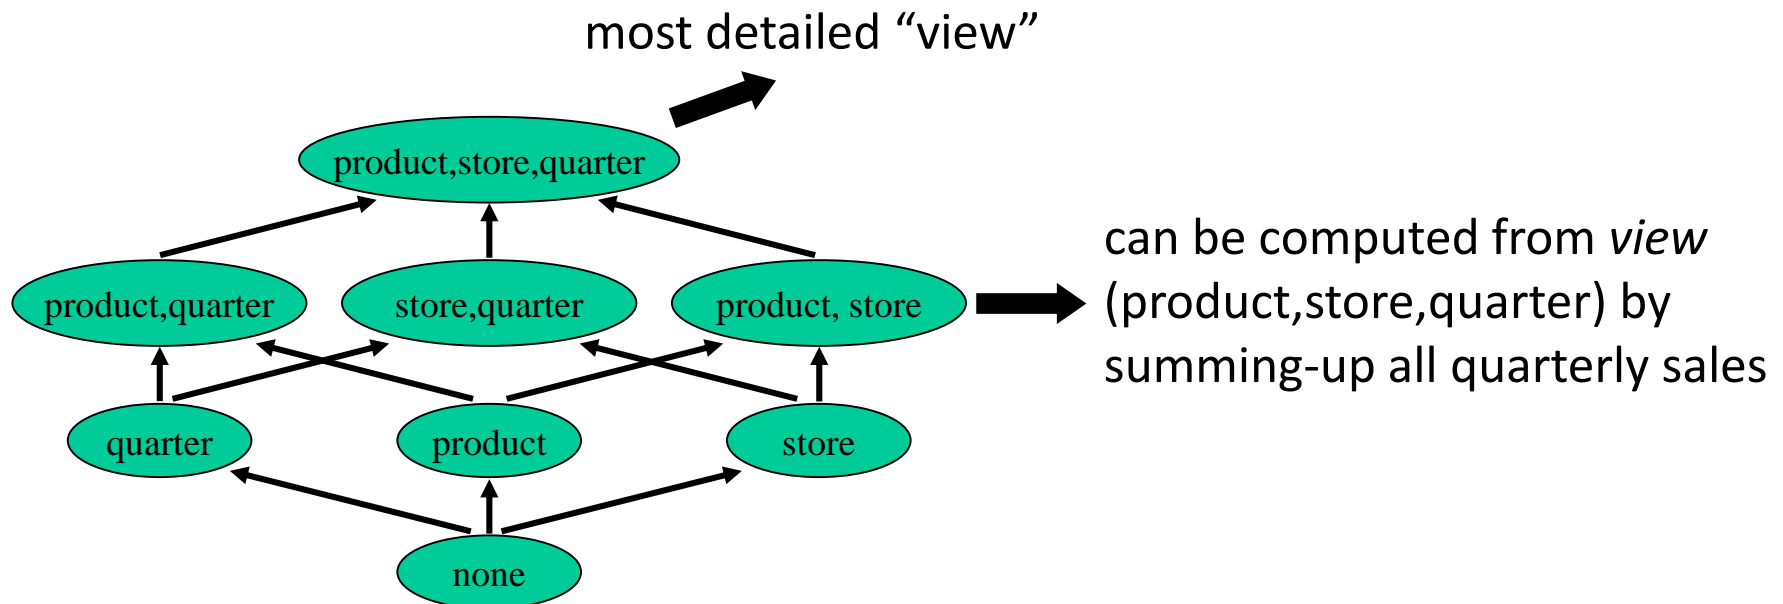 most detailed “view”
product,store,quarter
product,quarter
store,quarter
product, store
can be computed from view
(product,store,quarter) by
summing-up all quarterly sales
quarter
product
store
none